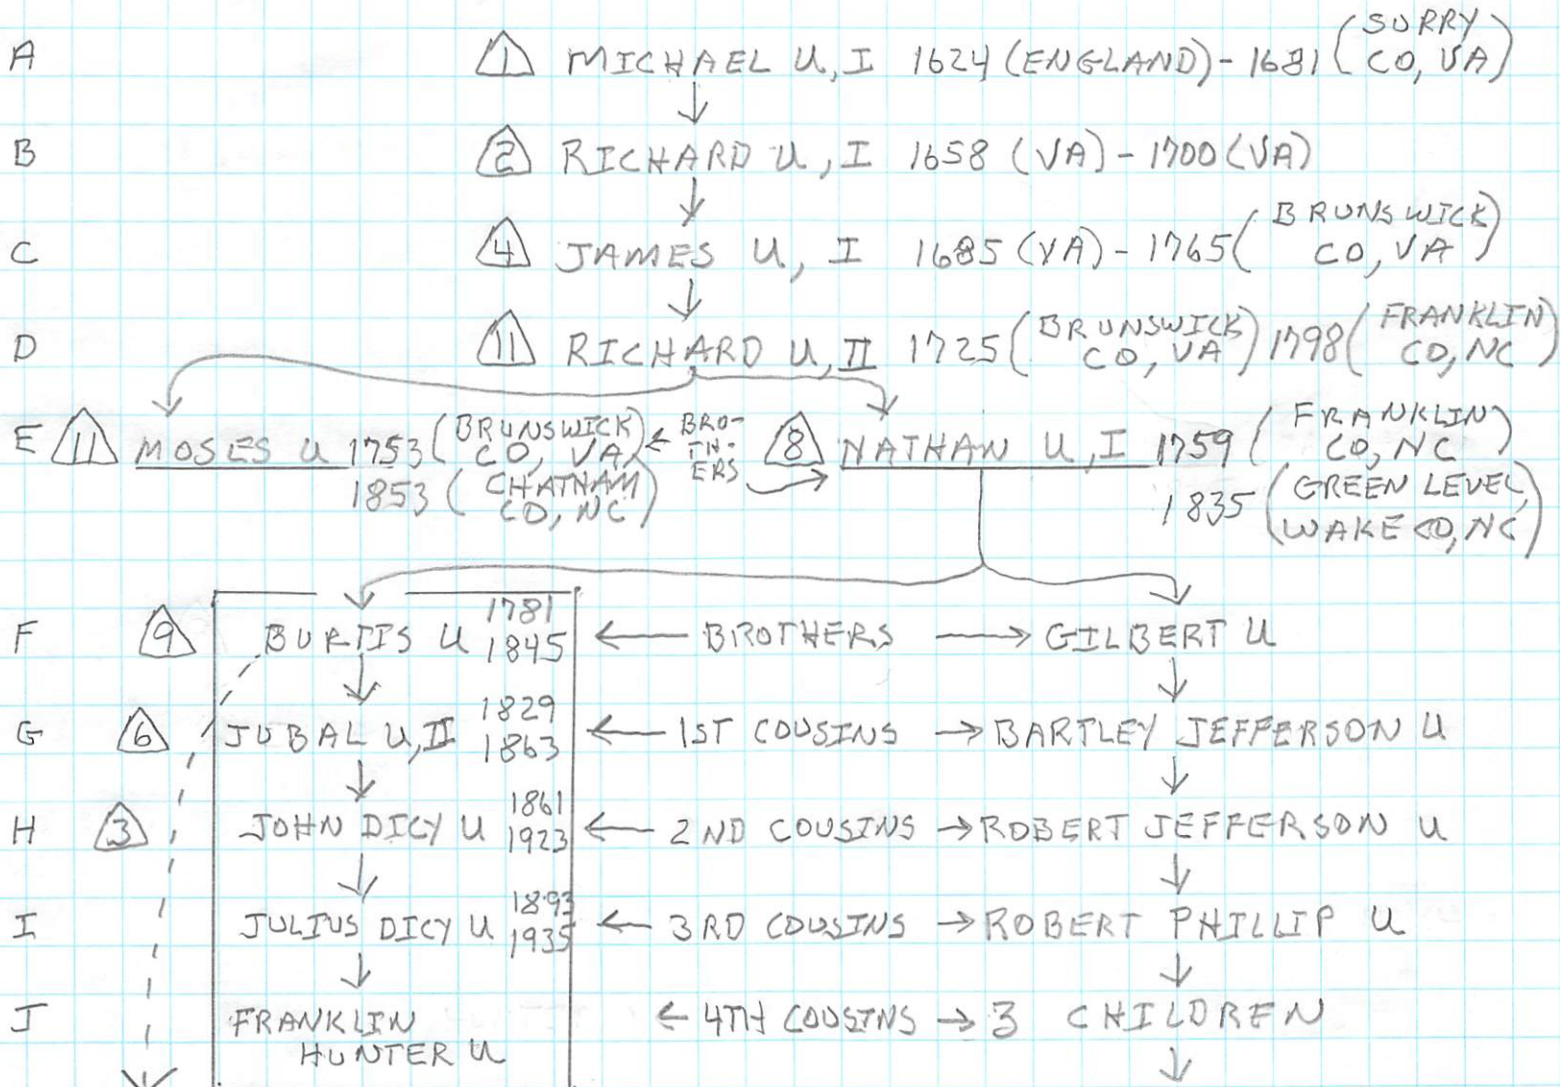 A 1 MICHAEL U, I 1624 (ENGLAND) - 1681 (SURRY CO, VA)
B 2 RICHARD U, I 1658 (VA) - 1700 (VA)
C 4 JAMES U, I 1685 (VA) - 1765 (BRUNSWICK CO, VA)
D 11 RICHARD U, II 1725 (BRUNSWICK CO, VA) 1798 (FRANKLIN CO, NC)
E 11 MOSES U 1753 (BRUNSWICK CO, VA)
1853 (CHATHAM CO, NC)
BRO-
TH-
ERS
8 NATHAN U, I 1759 (FRANKLIN CO, NC)
1835 (GREEN LEVEL, WAKE CO, NC)
F 9 BURTIS U 1781 1845 ← BROTHERS → GILBERT U
G 6 JUBAL U, II 1829 1863 ← 1ST COUSINS → BARTLEY JEFFERSON U
H 3 JOHN DICY U 1861 1923 ← 2ND COUSINS → ROBERT JEFFERSON U
I JULIUS DICY U 1893 1935 ← 3RD COUSINS → ROBERT PHILLIP U
J FRANKLIN ← 4TH COUSINS → 3 CHILDREN
HUNTER U